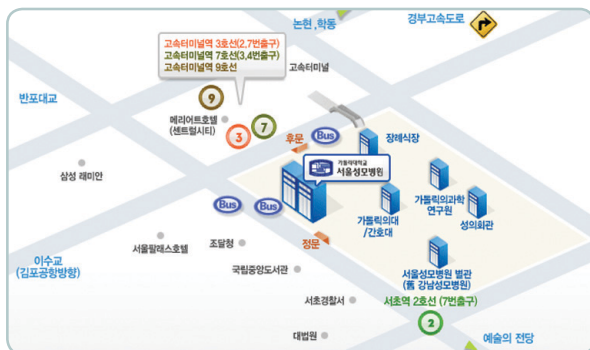 논현,학동
경부고속도로
고속터미널역 3호선(2,7번출구)
고속터미널역 7호선(3,4번출구)
고속터미널역 9호선
고속터미널
반포대교
9
메리어트호텔
(센트럴시티)
3
7
후문
Bus
장례식장
가톨릭대학교
서울성모병원
삼성 래미안
가톨릭의과학
연구원
성의회관
Bus
Bus
가톨릭의대
/간호대
서울팔래스호텔
조달청
정문
이수교
(김포공항방향)
국립중앙도서관
서울성모병원 별관
(舊 강남성모병원)
서초경찰서
서초역 2호선 (7번출구)
2
대법원
예술의 전당